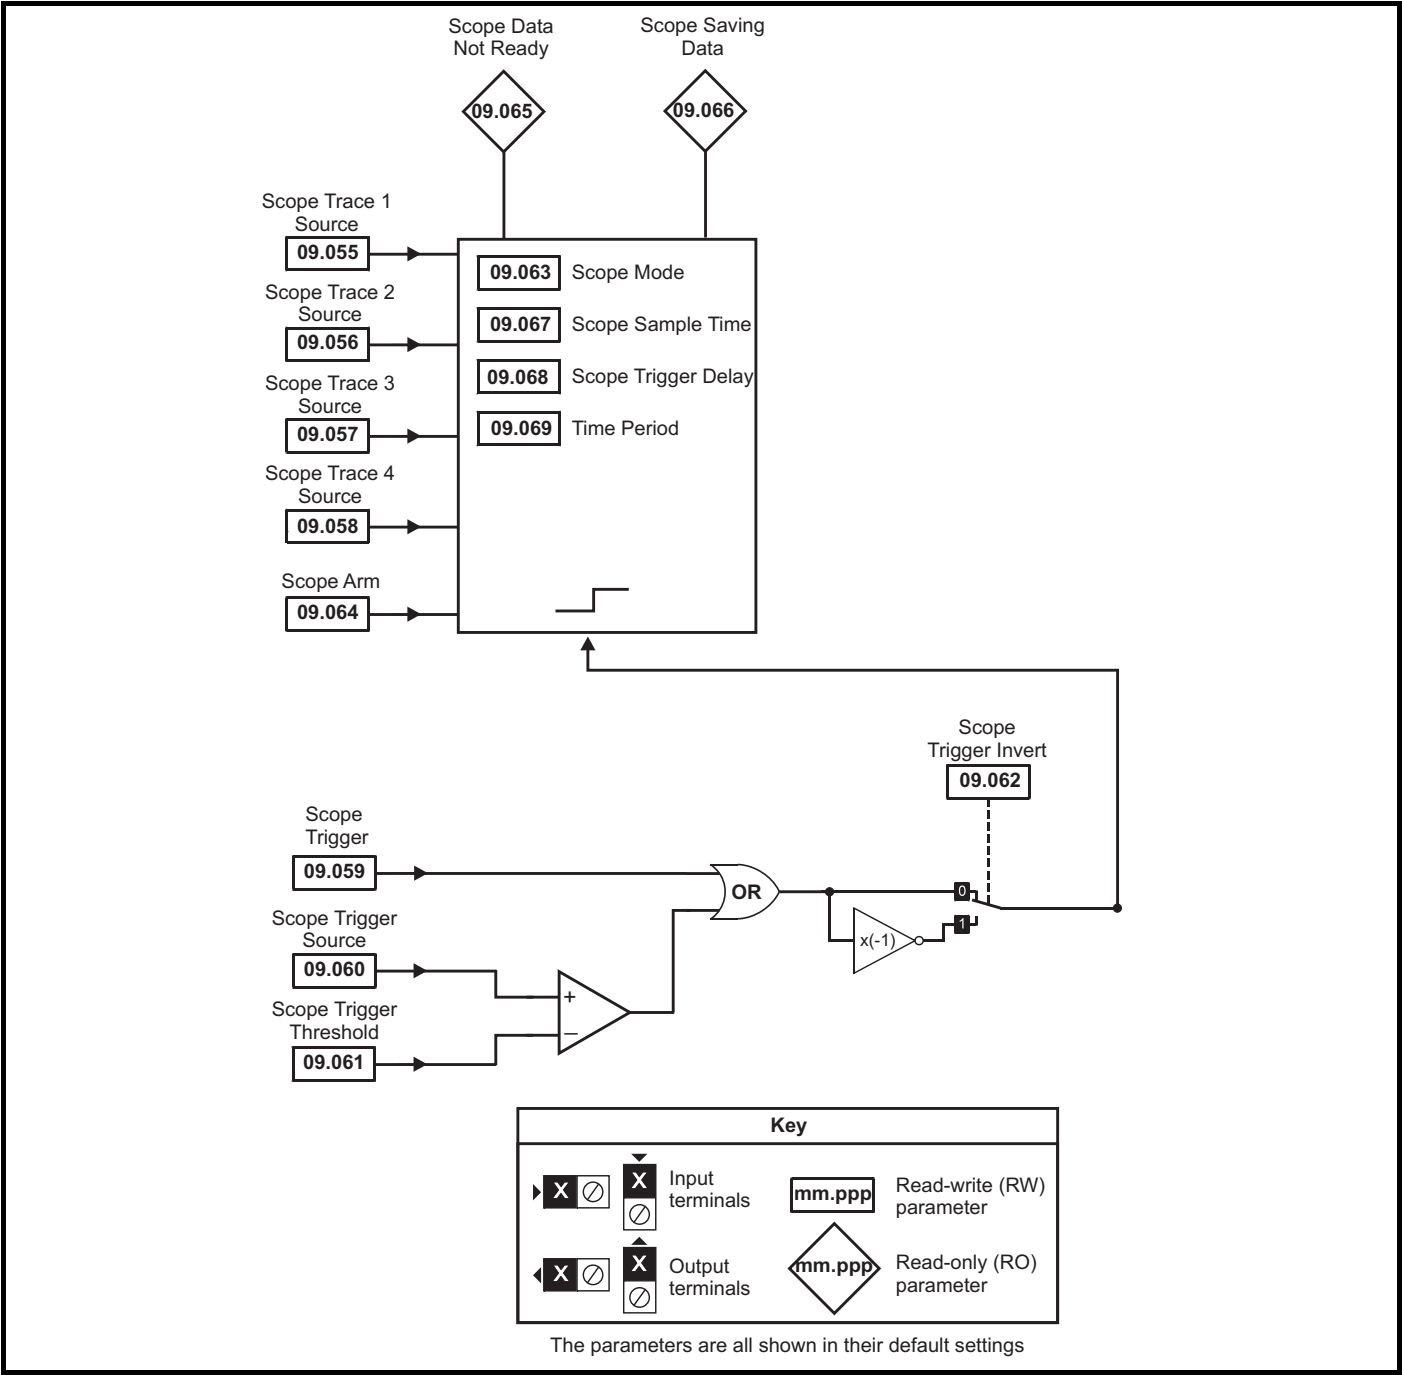 Scope Data
Not Ready
Scope Saving
Data
09.065
09.066
Scope Trace 1
Source
09.055
Scope Trace 2
Source
09.056
Scope Trace 3
Source
09.057
Scope Trace 4
Source
09.058
Scope Arm
09.064
09.063 Scope Mode
09.067 Scope Sample Time
09.068 Scope Trigger Delay
09.069 Time Period
Scope
Trigger Invert
09.062
Scope
Trigger
09.059
Scope Trigger
Source
09.060
Scope Trigger
Threshold
09.061
OR
0
1
x(-1)
+
−
Key
X
X
Input
terminals
mm.ppp
Read-write (RW)
parameter
X
X
Output
terminals
mm.ppp
Read-only (RO)
parameter
The parameters are all shown in their default settings